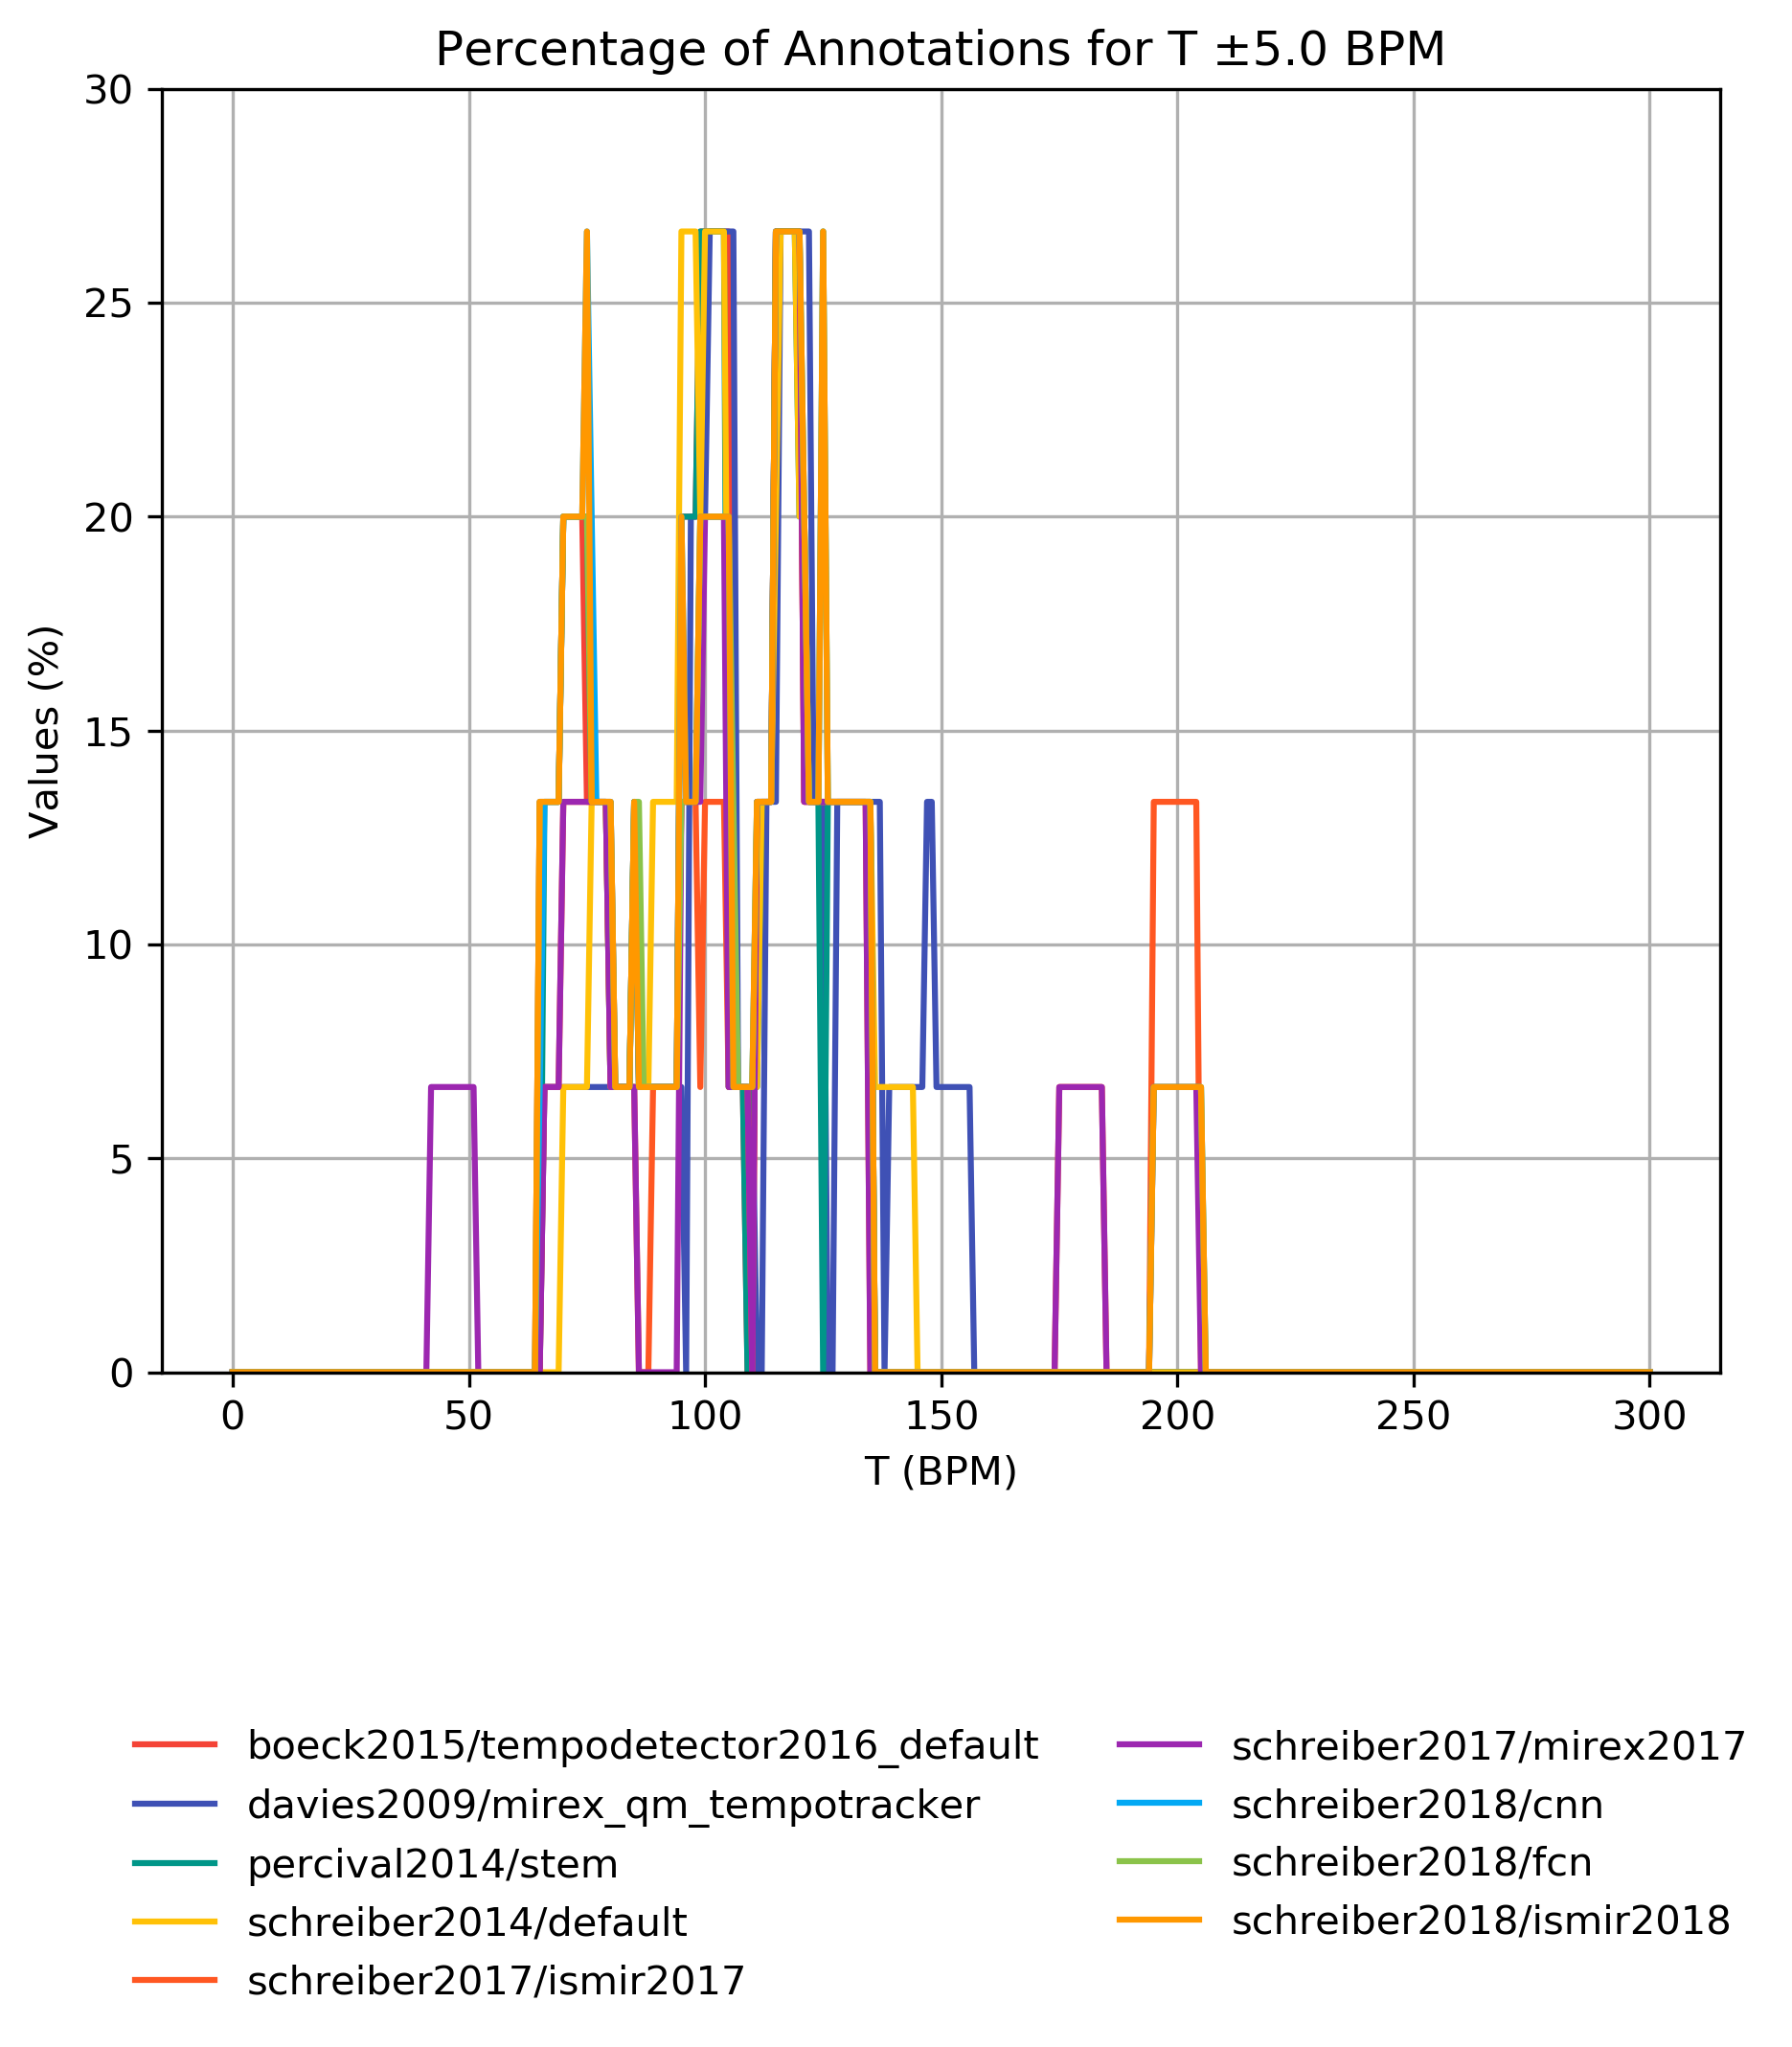 Percentage of Annotations for T ±5.0 BPM
30
25
20
15
10
5
0
Values (%)
0 50 100 150 200 250 300
T (BPM)
boeck2015/tempodetector2016_default
davies2009/mirex_qm_tempotracker
percival2014/stem
schreiber2014/default
schreiber2017/ismir2017
schreiber2017/mirex2017
schreiber2018/cnn
schreiber2018/fcn
schreiber2018/ismir2018